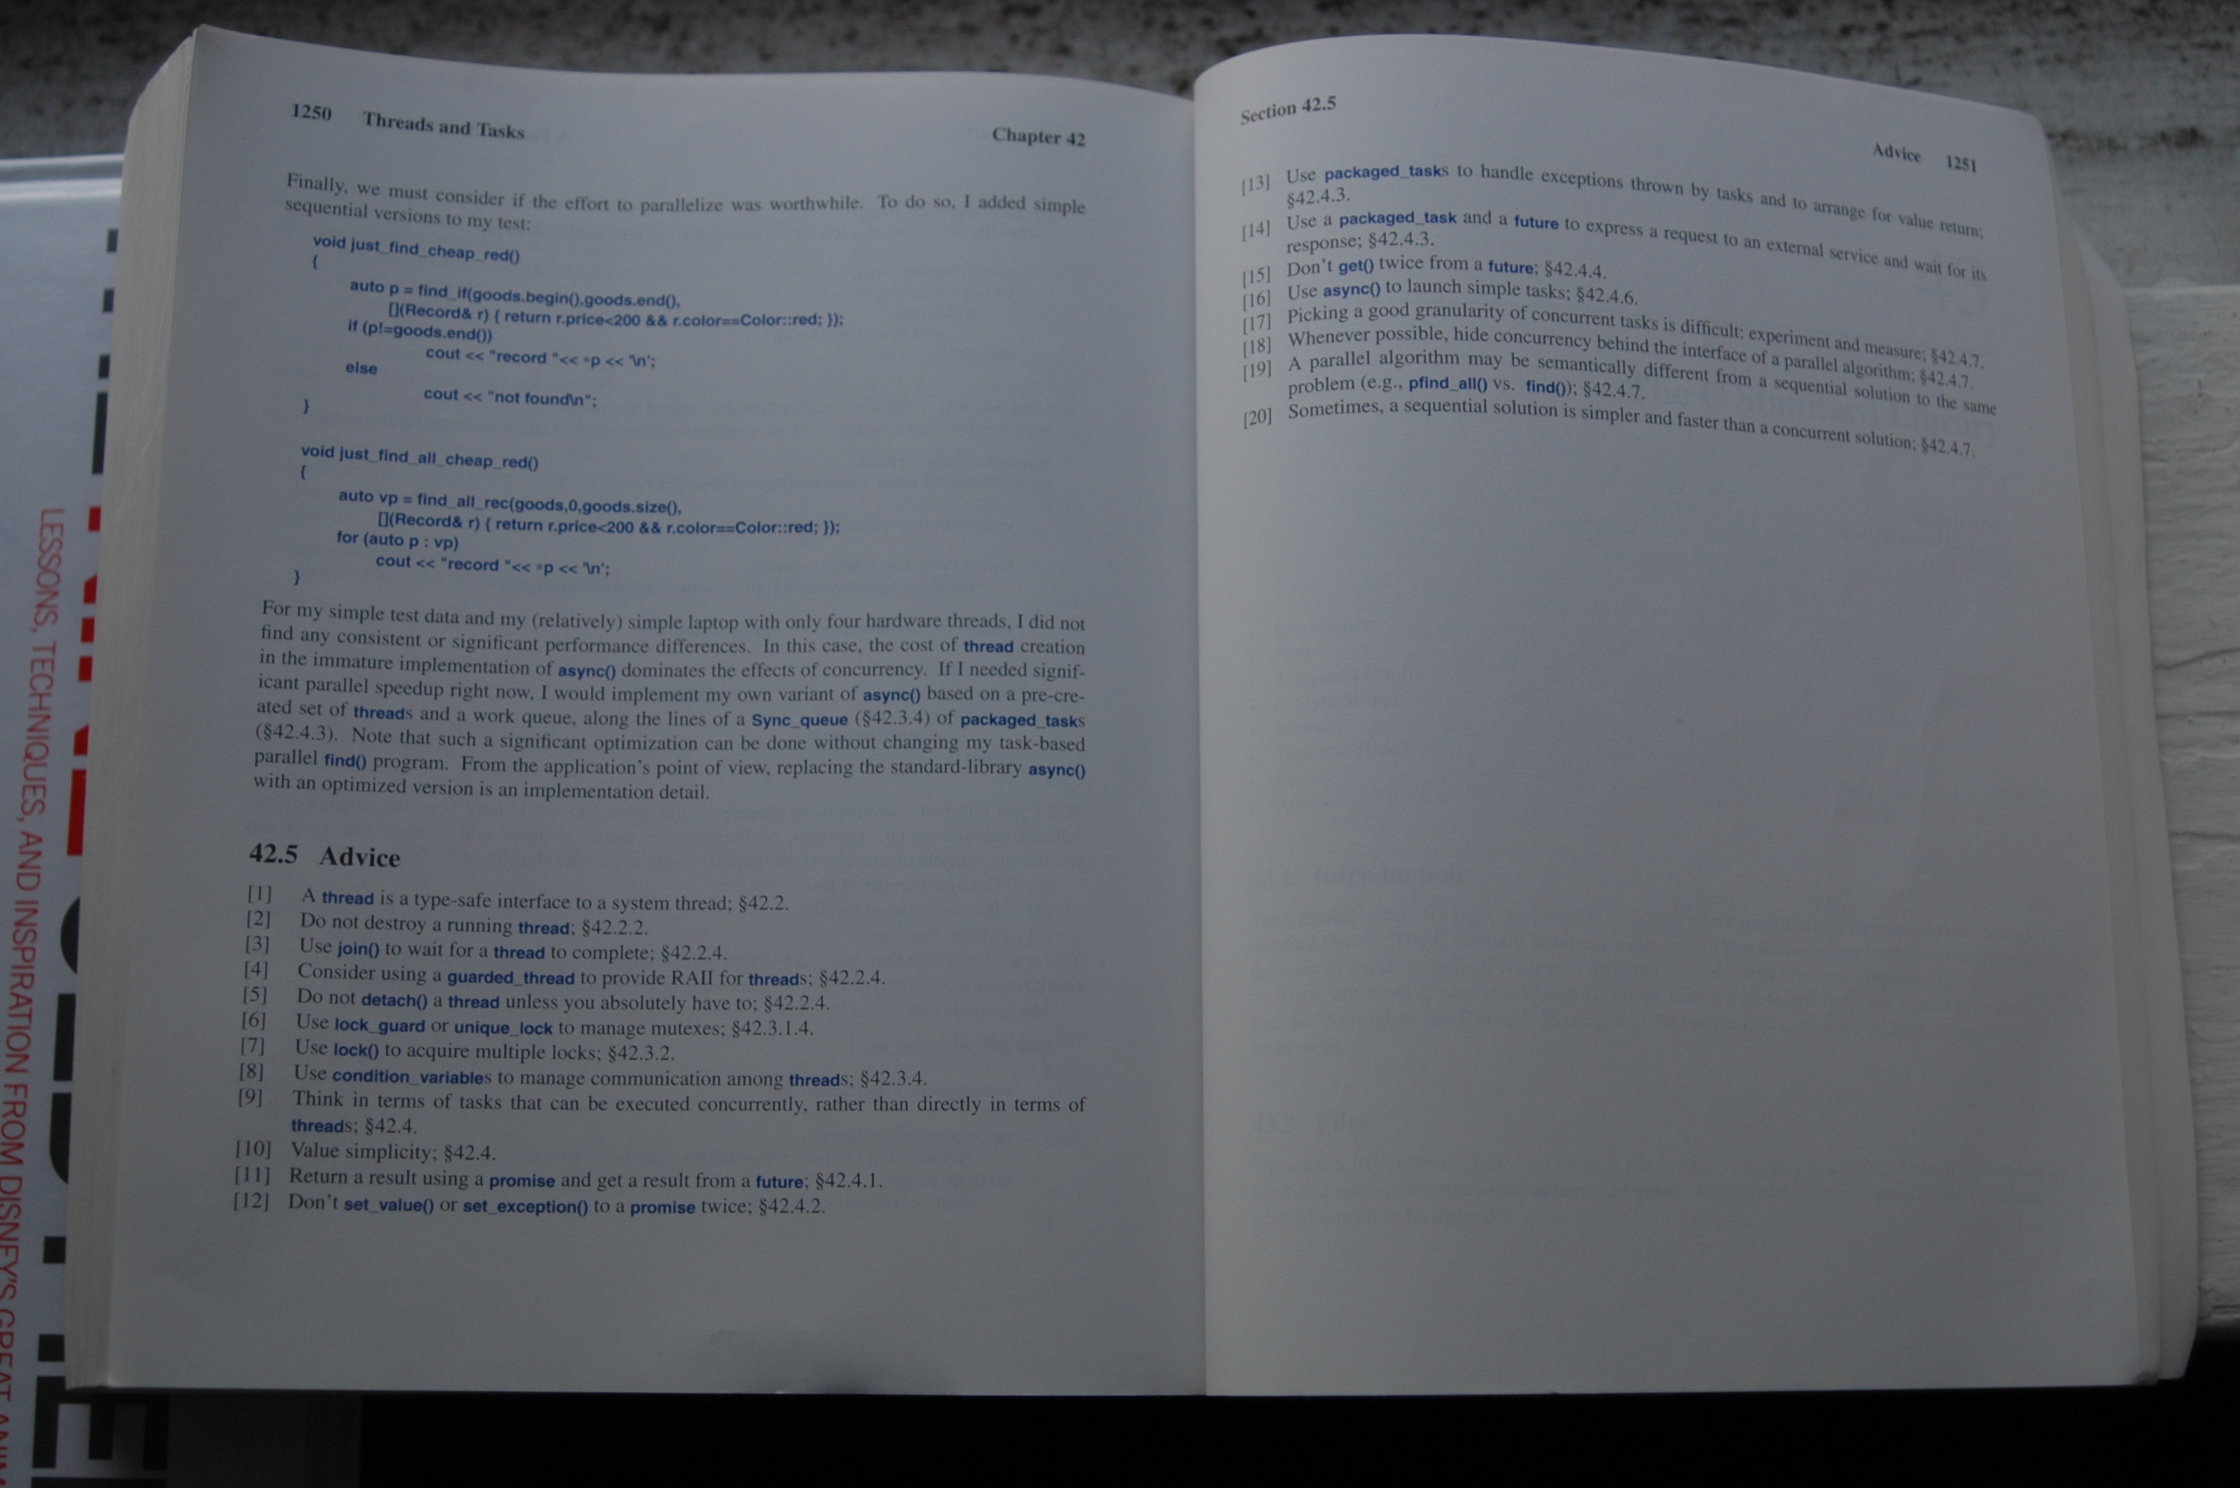 1250 Threads and Tasks Chapter 42
Finally, we must consider if the effort to parallelize was worthwhile. To do so, I added simple
sequential versions to my test:
void just_find_cheap_red()
{
auto p = find_if(goods.begin(),goods.end(),
[](Record& r) { return r.price<200 && r.color==Color::red; });
if (p!=goods.end())
cout << "record "<< *p << '\n';
else
cout << "not found\n";
}
void just_find_all_cheap_red()
{
auto vp = find_all_rec(goods,0,goods.size(),
[](Record& r) { return r.price<200 && r.color==Color::red; });
for (auto p : vp)
cout << "record "<< *p << '\n';
}
For my simple test data and my (relatively) simple laptop with only four hardware threads, I did not
find any consistent or significant performance differences. In this case, the cost of thread creation
in the immature implementation of async() dominates the effects of concurrency. If I needed signif-
icant parallel speedup right now, I would implement my own variant of async() based on a pre-cre-
ated set of threads and a work queue, along the lines of a Sync_queue (§42.3.4) of packaged_tasks
(§42.4.3). Note that such a significant optimization can be done without changing my task-based
parallel find() program. From the application's point of view, replacing the standard-library async()
with an optimized version is an implementation detail.
42.5 Advice
[1] A thread is a type-safe interface to a system thread; §42.2.
[2] Do not destroy a running thread; §42.2.2.
[3] Use join() to wait for a thread to complete; §42.2.4.
[4] Consider using a guarded_thread to provide RAII for threads; §42.2.4.
[5] Do not detach() a thread unless you absolutely have to; §42.2.4.
[6] Use lock_guard or unique_lock to manage mutexes; §42.3.1.4.
[7] Use lock() to acquire multiple locks; §42.3.2.
[8] Use condition_variables to manage communication among threads; §42.3.4.
[9] Think in terms of tasks that can be executed concurrently, rather than directly in terms of
threads; §42.4.
[10] Value simplicity; §42.4.
[11] Return a result using a promise and get a result from a future; §42.4.1.
[12] Don't set_value() or set_exception() to a promise twice; §42.4.2.
Section 42.5 Advice 1251
[13] Use packaged_tasks to handle exceptions thrown by tasks and to arrange for value return;
§42.4.3.
[14] Use a packaged_task and a future to express a request to an external service and wait for its
response; §42.4.3.
[15] Don't get() twice from a future; §42.4.4.
[16] Use async() to launch simple tasks; §42.4.6.
[17] Picking a good granularity of concurrent tasks is difficult: experiment and measure; §42.4.7.
[18] Whenever possible, hide concurrency behind the interface of a parallel algorithm; §42.4.7.
[19] A parallel algorithm may be semantically different from a sequential solution to the same
problem (e.g., pfind_all() vs. find()); §42.4.7.
[20] Sometimes, a sequential solution is simpler and faster than a concurrent solution; §42.4.7.
LESSONS, TECHNIQUES, AND INSPIRATION FROM DISNEY'S GREAT